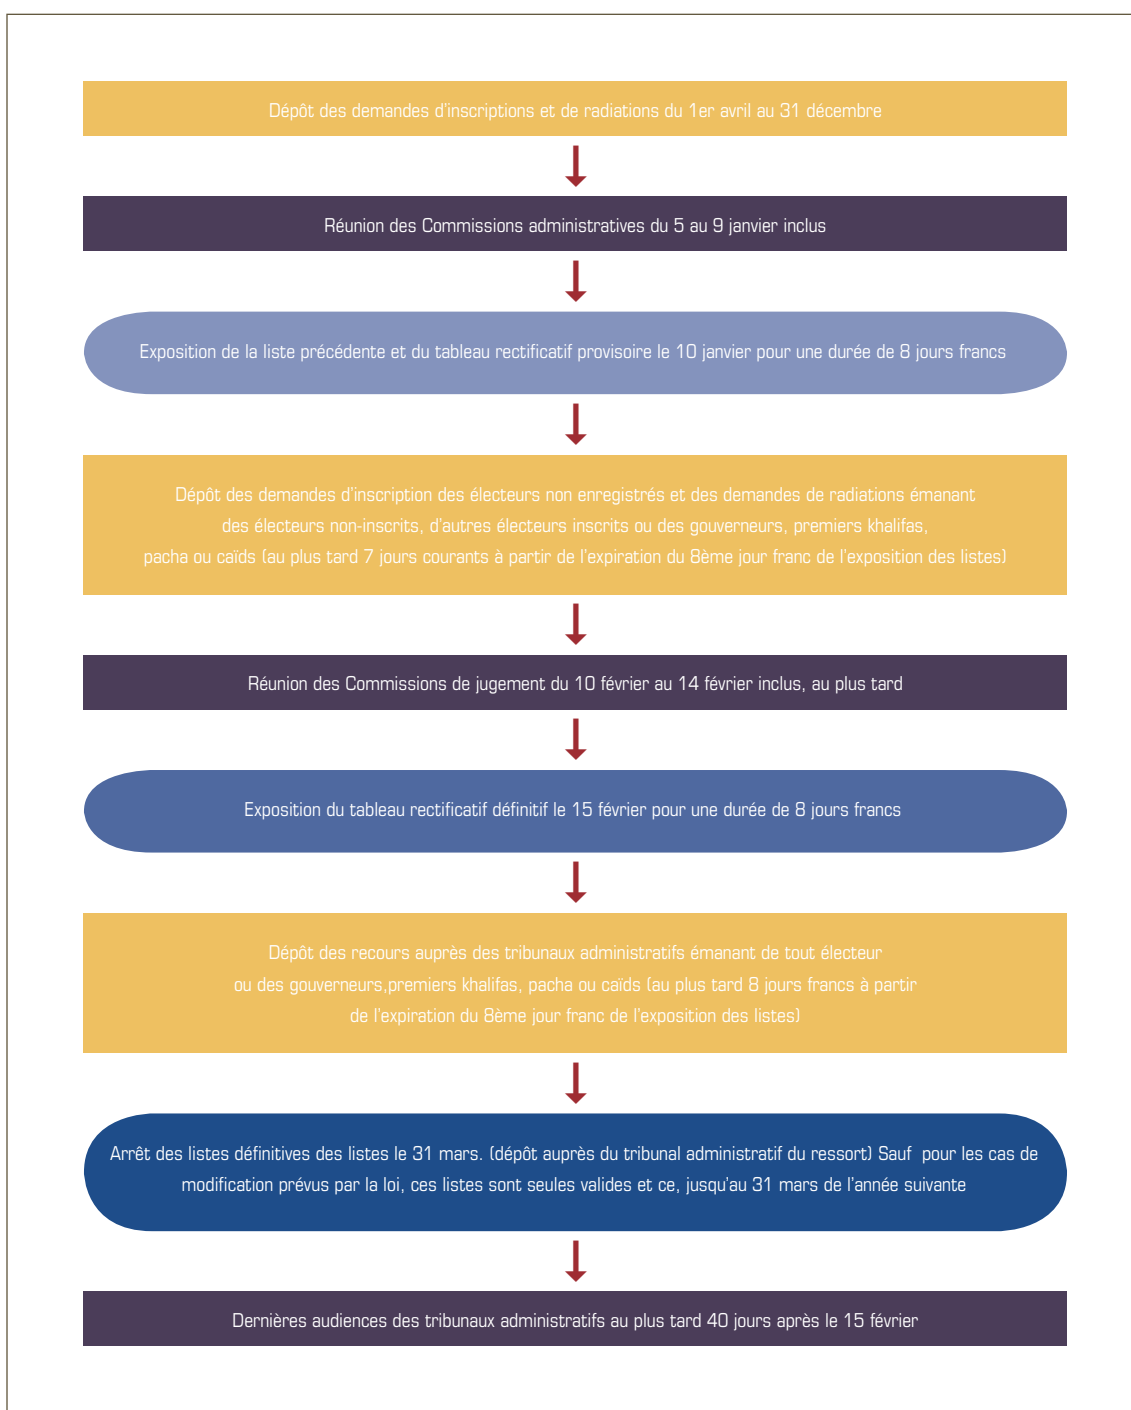 Dépôt des demandes d'inscriptions et de radiations du 1er avril au 31 décembre
Réunion des Commissions administratives du 5 au 9 janvier inclus
Exposition de la liste précédente et du tableau rectificatif provisoire le 10 janvier pour une durée de 8 jours francs
Dépôt des demandes d'inscription des électeurs non enregistrés et des demandes de radiations émanant
des électeurs non-inscrits, d'autres électeurs inscrits ou des gouverneurs, premiers khalifas,
pacha ou caïds (au plus tard 7 jours courants à partir de l'expiration du 8ème jour franc de l'exposition des listes)
Réunion des Commissions de jugement du 10 février au 14 février inclus, au plus tard
Exposition du tableau rectificatif définitif le 15 février pour une durée de 8 jours francs
Dépôt des recours auprès des tribunaux administratifs émanant de tout électeur
ou des gouverneurs,premiers khalifas, pacha ou caïds (au plus tard 8 jours francs à partir
de l'expiration du 8ème jour franc de l'exposition des listes)
Arrêt des listes définitives des listes le 31 mars. (dépôt auprès du tribunal administratif du ressort) Sauf pour les cas de
modification prévus par la loi, ces listes sont seules valides et ce, jusqu'au 31 mars de l'année suivante
Dernières audiences des tribunaux administratifs au plus tard 40 jours après le 15 février